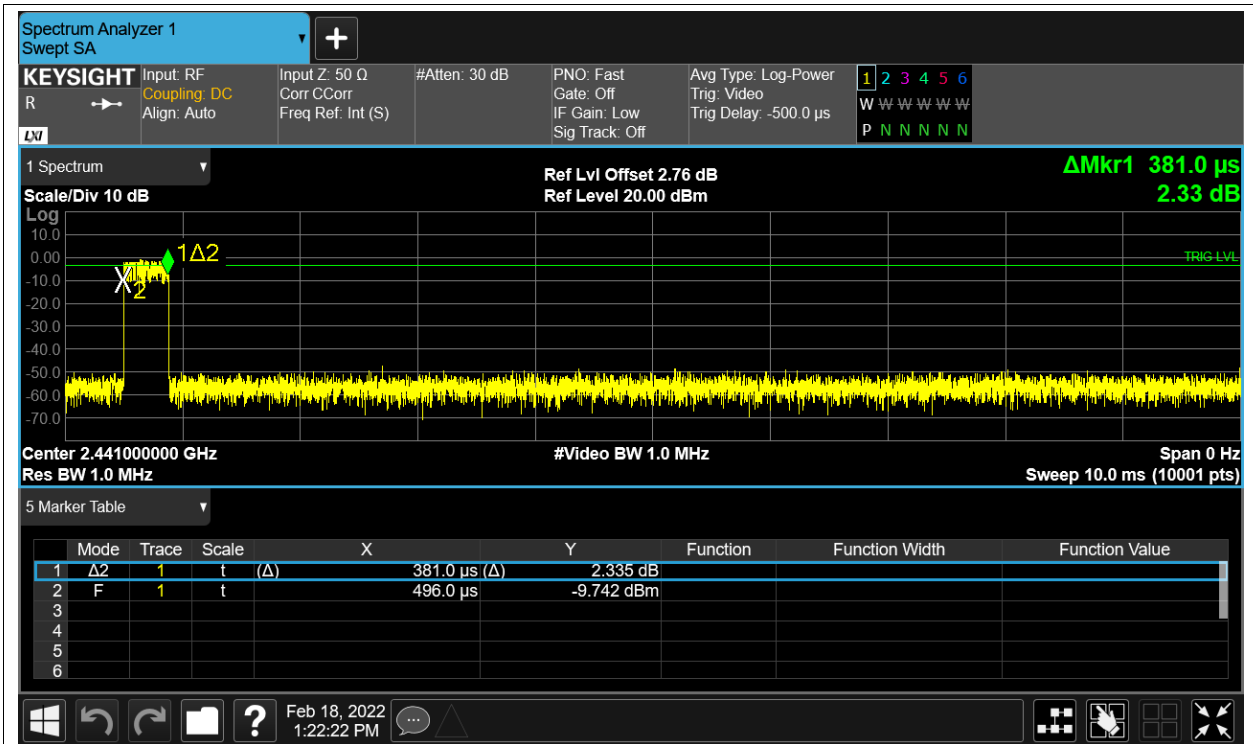 Spectrum Analyzer 1
Swept SA
KEYSIGHT Input: RF Input Z: 50 Ω #Atten: 30 dB PNO: Fast Avg Type: Log-Power 1 2 3 4 5 6
R Coupling: DC Corr CCorr Gate: Off Trig: Video W W W W W W
Align: Auto Freq Ref: Int (S) IF Gain: Low Trig Delay: -500.0 µs
LXI Sig Track: Off P N N N N N
1 Spectrum Ref Lvl Offset 2.76 dB ΔMkr1 381.0 µs
Scale/Div 10 dB Ref Level 20.00 dBm 2.33 dB
Log
10.0
1Δ2
0.00 TRIG LVL
-10.0
2
-20.0
-30.0
-40.0
-50.0
-60.0
-70.0
Center 2.441000000 GHz #Video BW 1.0 MHz Span 0 Hz
Res BW 1.0 MHz Sweep 10.0 ms (10001 pts)
5 Marker Table
Mode Trace Scale X Y Function Function Width Function Value
1 Δ2 1 t (Δ) 381.0 µs (Δ) 2.335 dB
2 F 1 t 496.0 µs -9.742 dBm
3
4
5
6
? Feb 18, 2022
1:22:22 PM